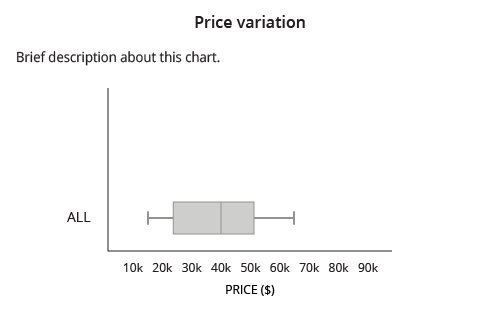 Price variation
Brief description about this chart.
ALL
10k 20k 30k 40k 50k 60k 70k 80k 90k
PRICE ($)